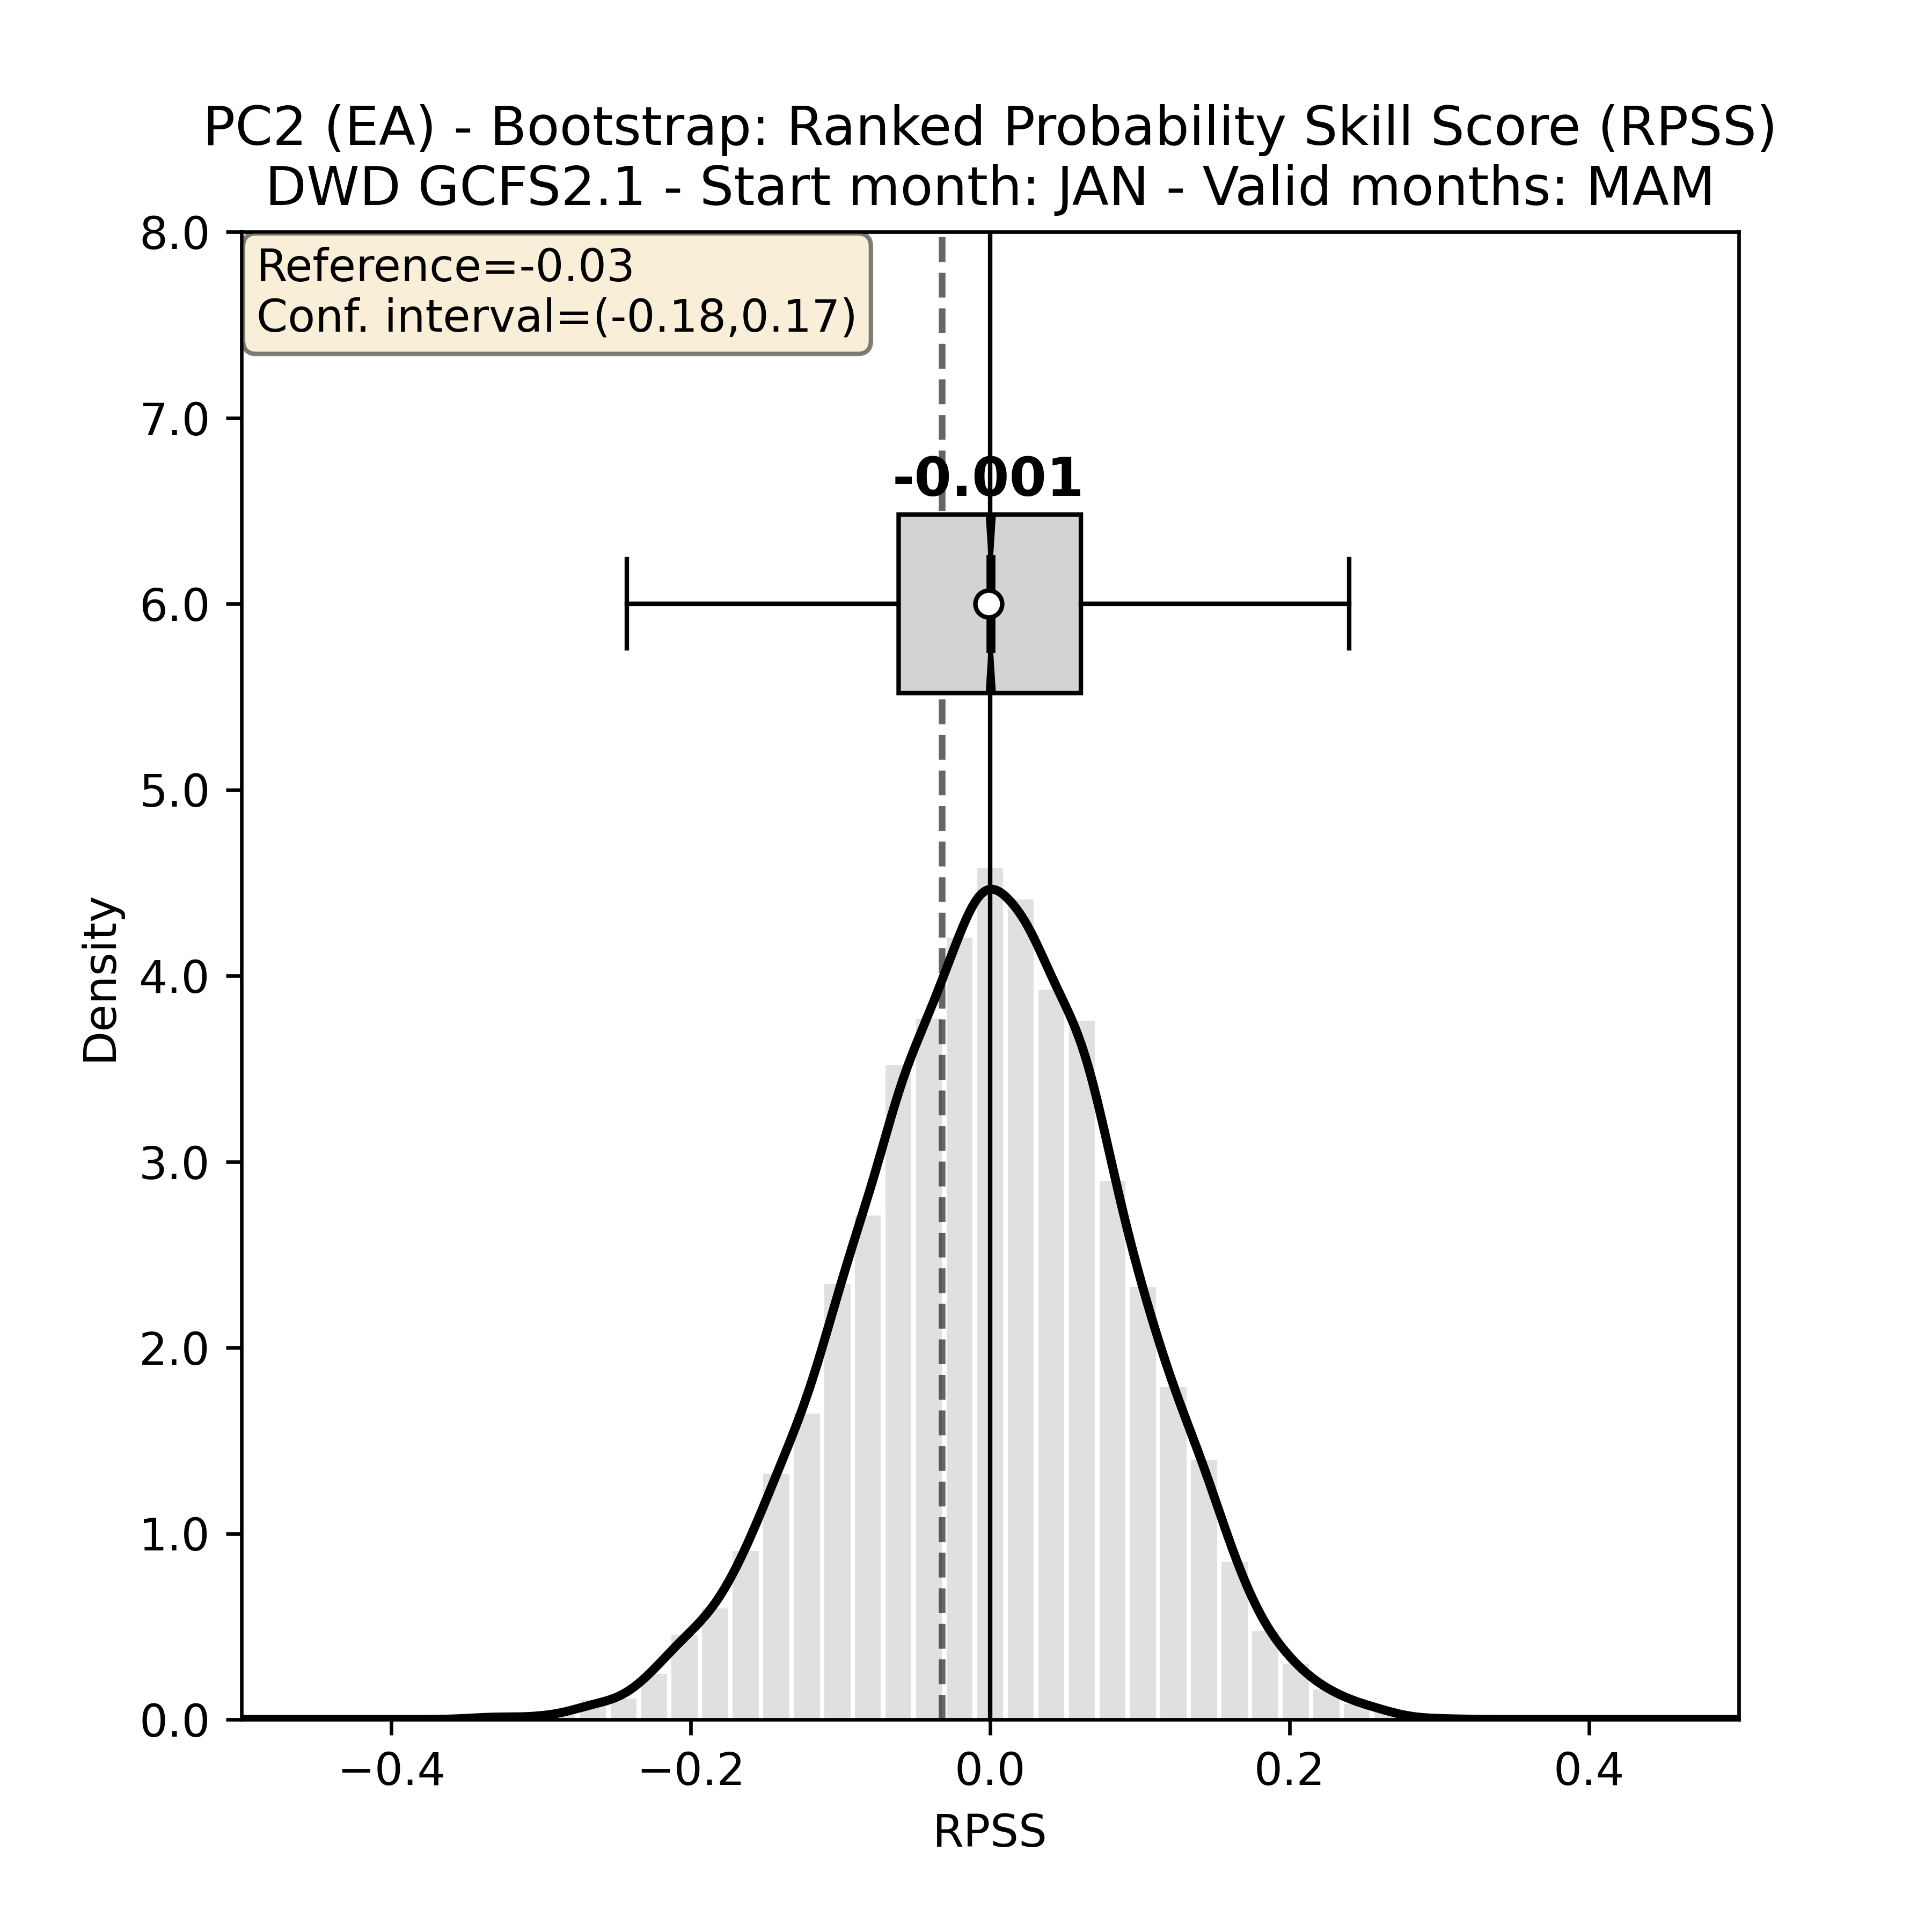 PC2 (EA) - Bootstrap: Ranked Probability Skill Score (RPSS)
DWD GCFS2.1 - Start month: JAN - Valid months: MAM
Reference=-0.03
Conf. interval=(-0.18,0.17)
-0.001
8.0
7.0
6.0
5.0
4.0
3.0
2.0
1.0
0.0
Density
−0.4
−0.2
0.0
0.2
0.4
RPSS